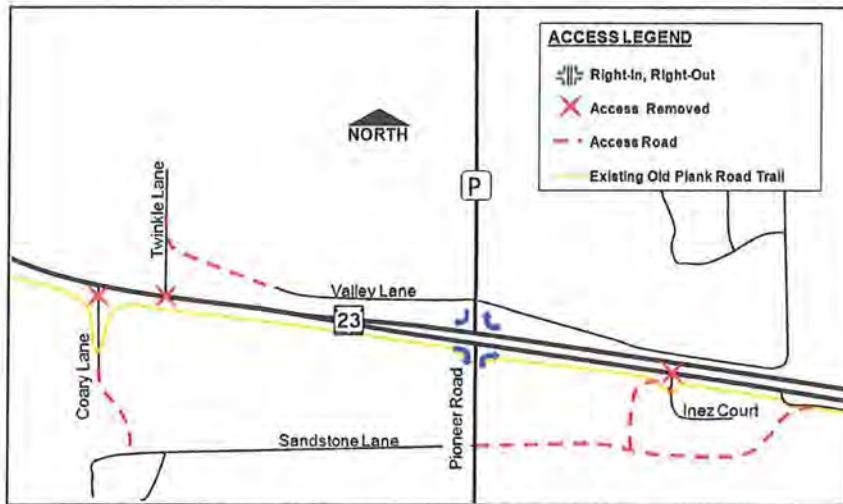 ACCESS LEGEND
Right-In, Right-Out
Access Removed
Access Road
Existing Old Plank Road Trail
NORTH
P
Twinkle Lane
Valley Lane
23
Coary Lane
Pioneer Road
Inez Court
Sandstone Lane